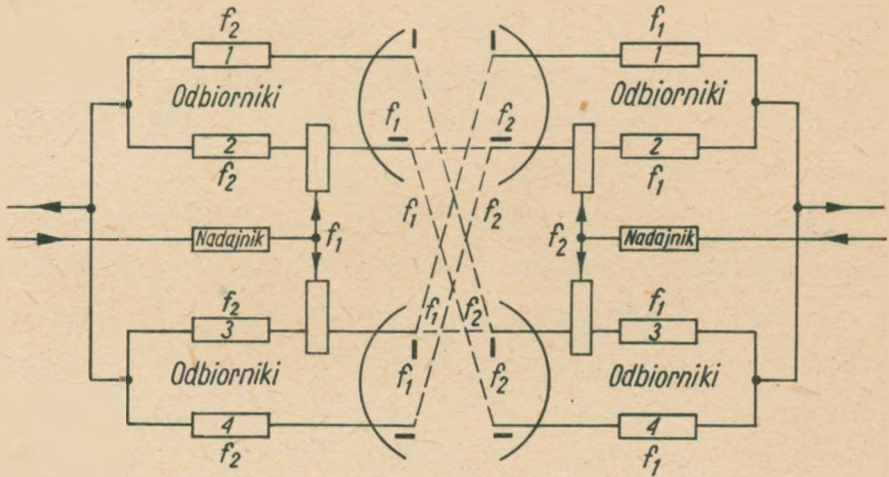 f₂ f₁
1 1
Odbiorniki Odbiorniki
f₁ f₂
2 2
f₂ f₁
f₁ f₂
Nadajnik f₁ f₂ Nadajnik
f₂ f₁ f₂ f₁
3 3
Odbiorniki f₁ f₂ Odbiorniki
4 4
f₂ f₁